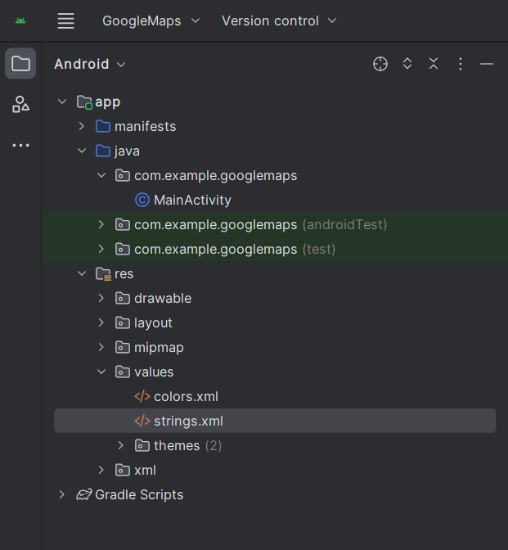 GoogleMaps Version control
Android
app
manifests
java
com.example.googlemaps
MainActivity
com.example.googlemaps (androidTest)
com.example.googlemaps (test)
res
drawable
layout
mipmap
values
colors.xml
strings.xml
themes (2)
xml
Gradle Scripts